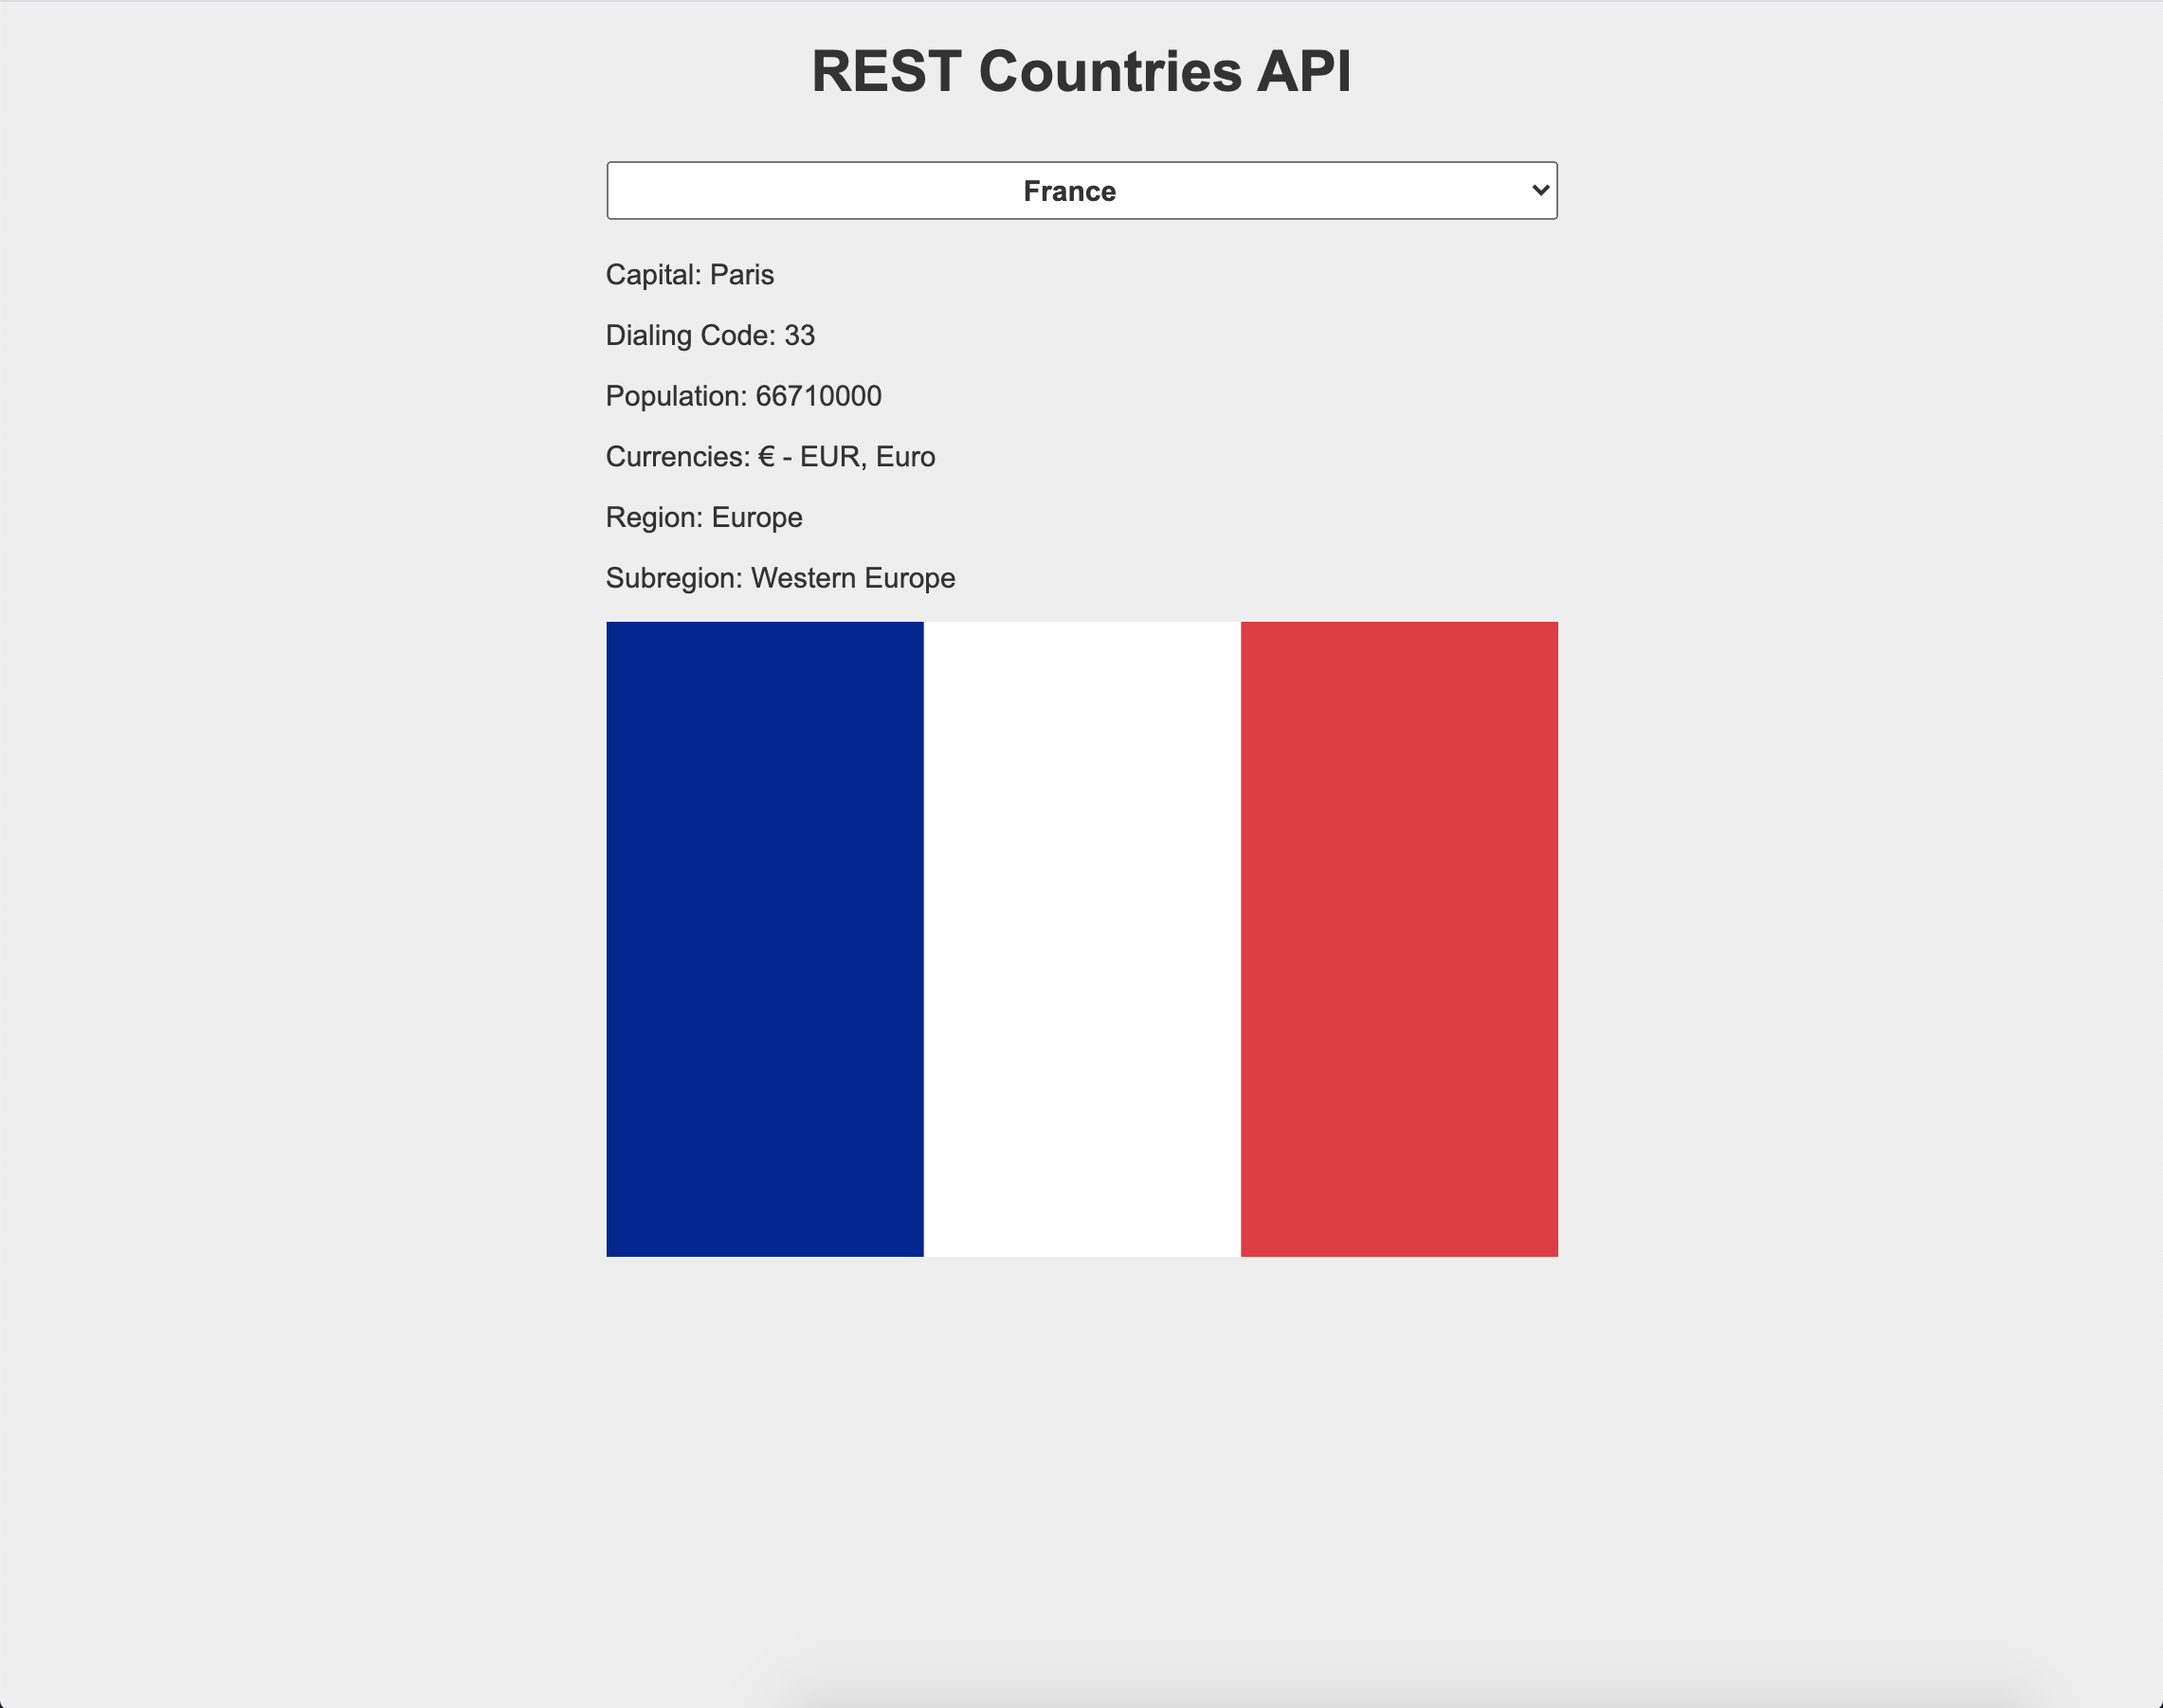 REST Countries API
France
Capital: Paris
Dialing Code: 33
Population: 66710000
Currencies: € - EUR, Euro
Region: Europe
Subregion: Western Europe